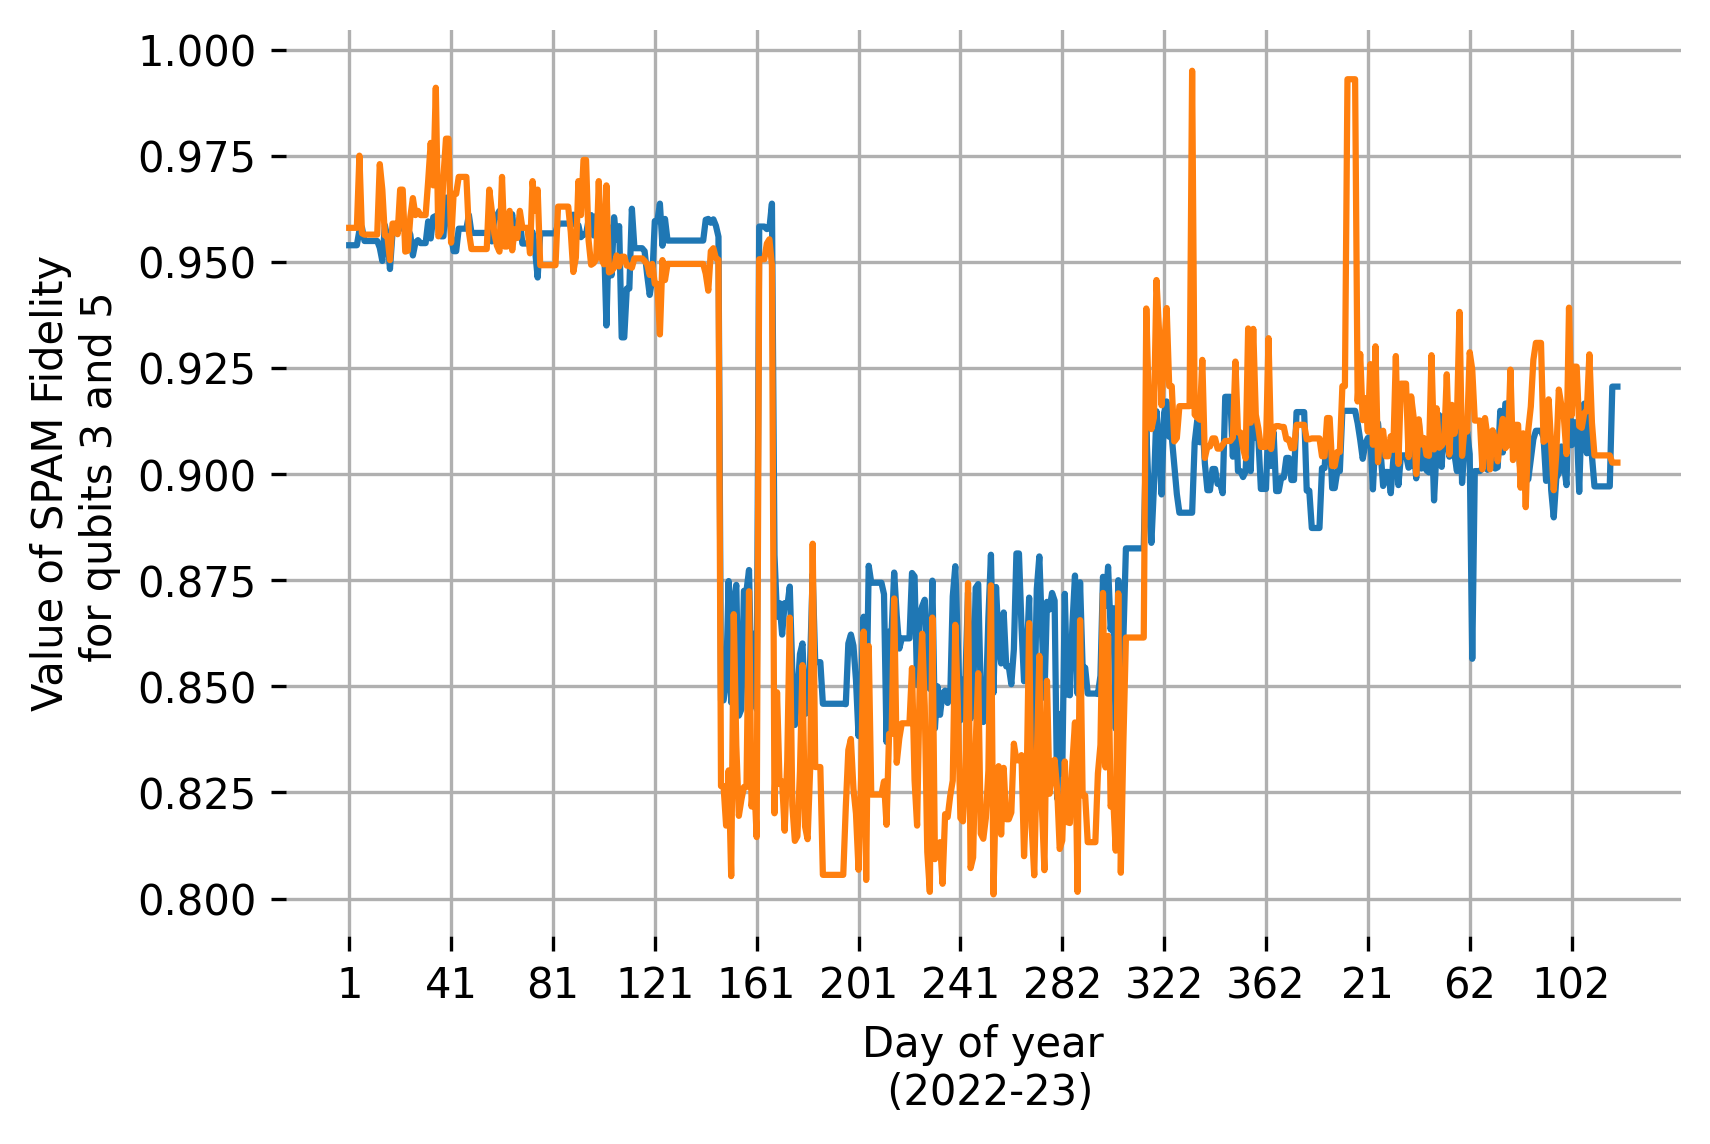 Value of SPAM Fidelity
for qubits 3 and 5
1.000
0.975
0.950
0.925
0.900
0.875
0.850
0.825
0.800
1 41 81 121 161 201 241 282 322 362 21 62 102
Day of year
(2022-23)